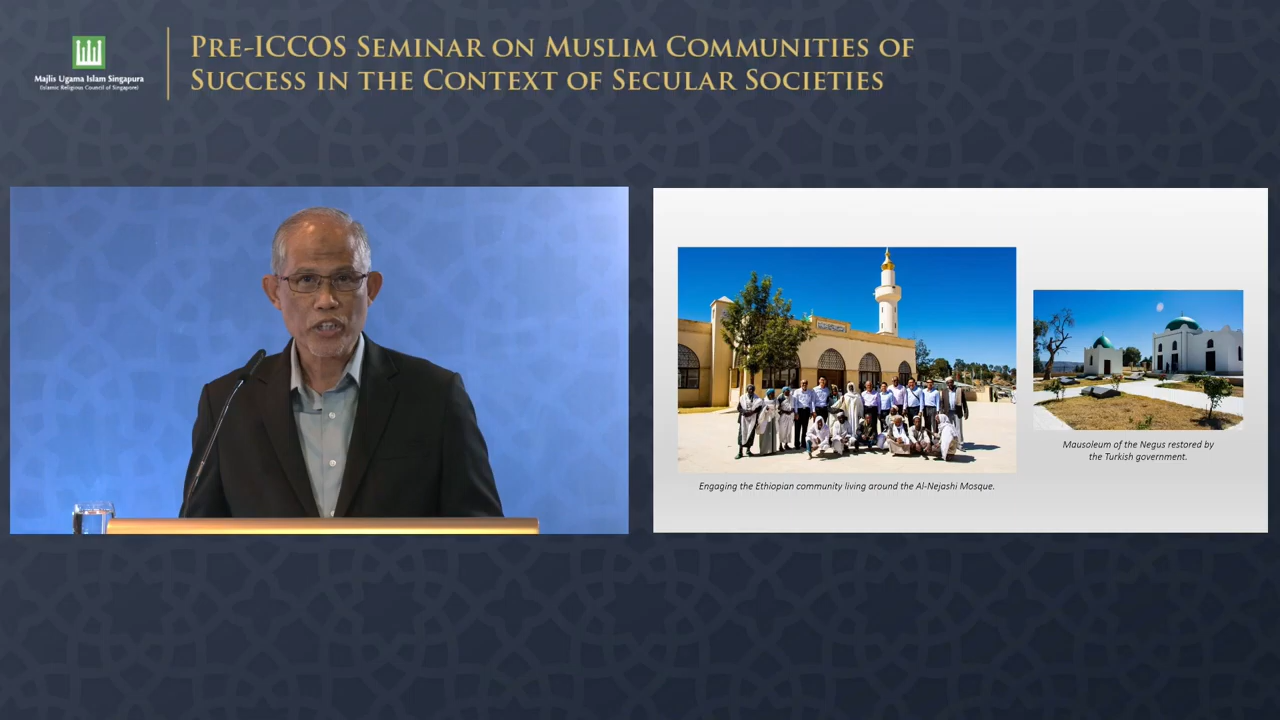 PRE-ICCOS SEMINAR ON MUSLIM COMMUNITIES OF
SUCCESS IN THE CONTEXT OF SECULAR SOCIETIES
Majlis Ugama Islam Singapura
(Islamic Religious Council of Singapore)
Engaging the Ethiopian community living around the Al-Nejashi Mosque.
Mausoleum of the Negus restored by
the Turkish government.